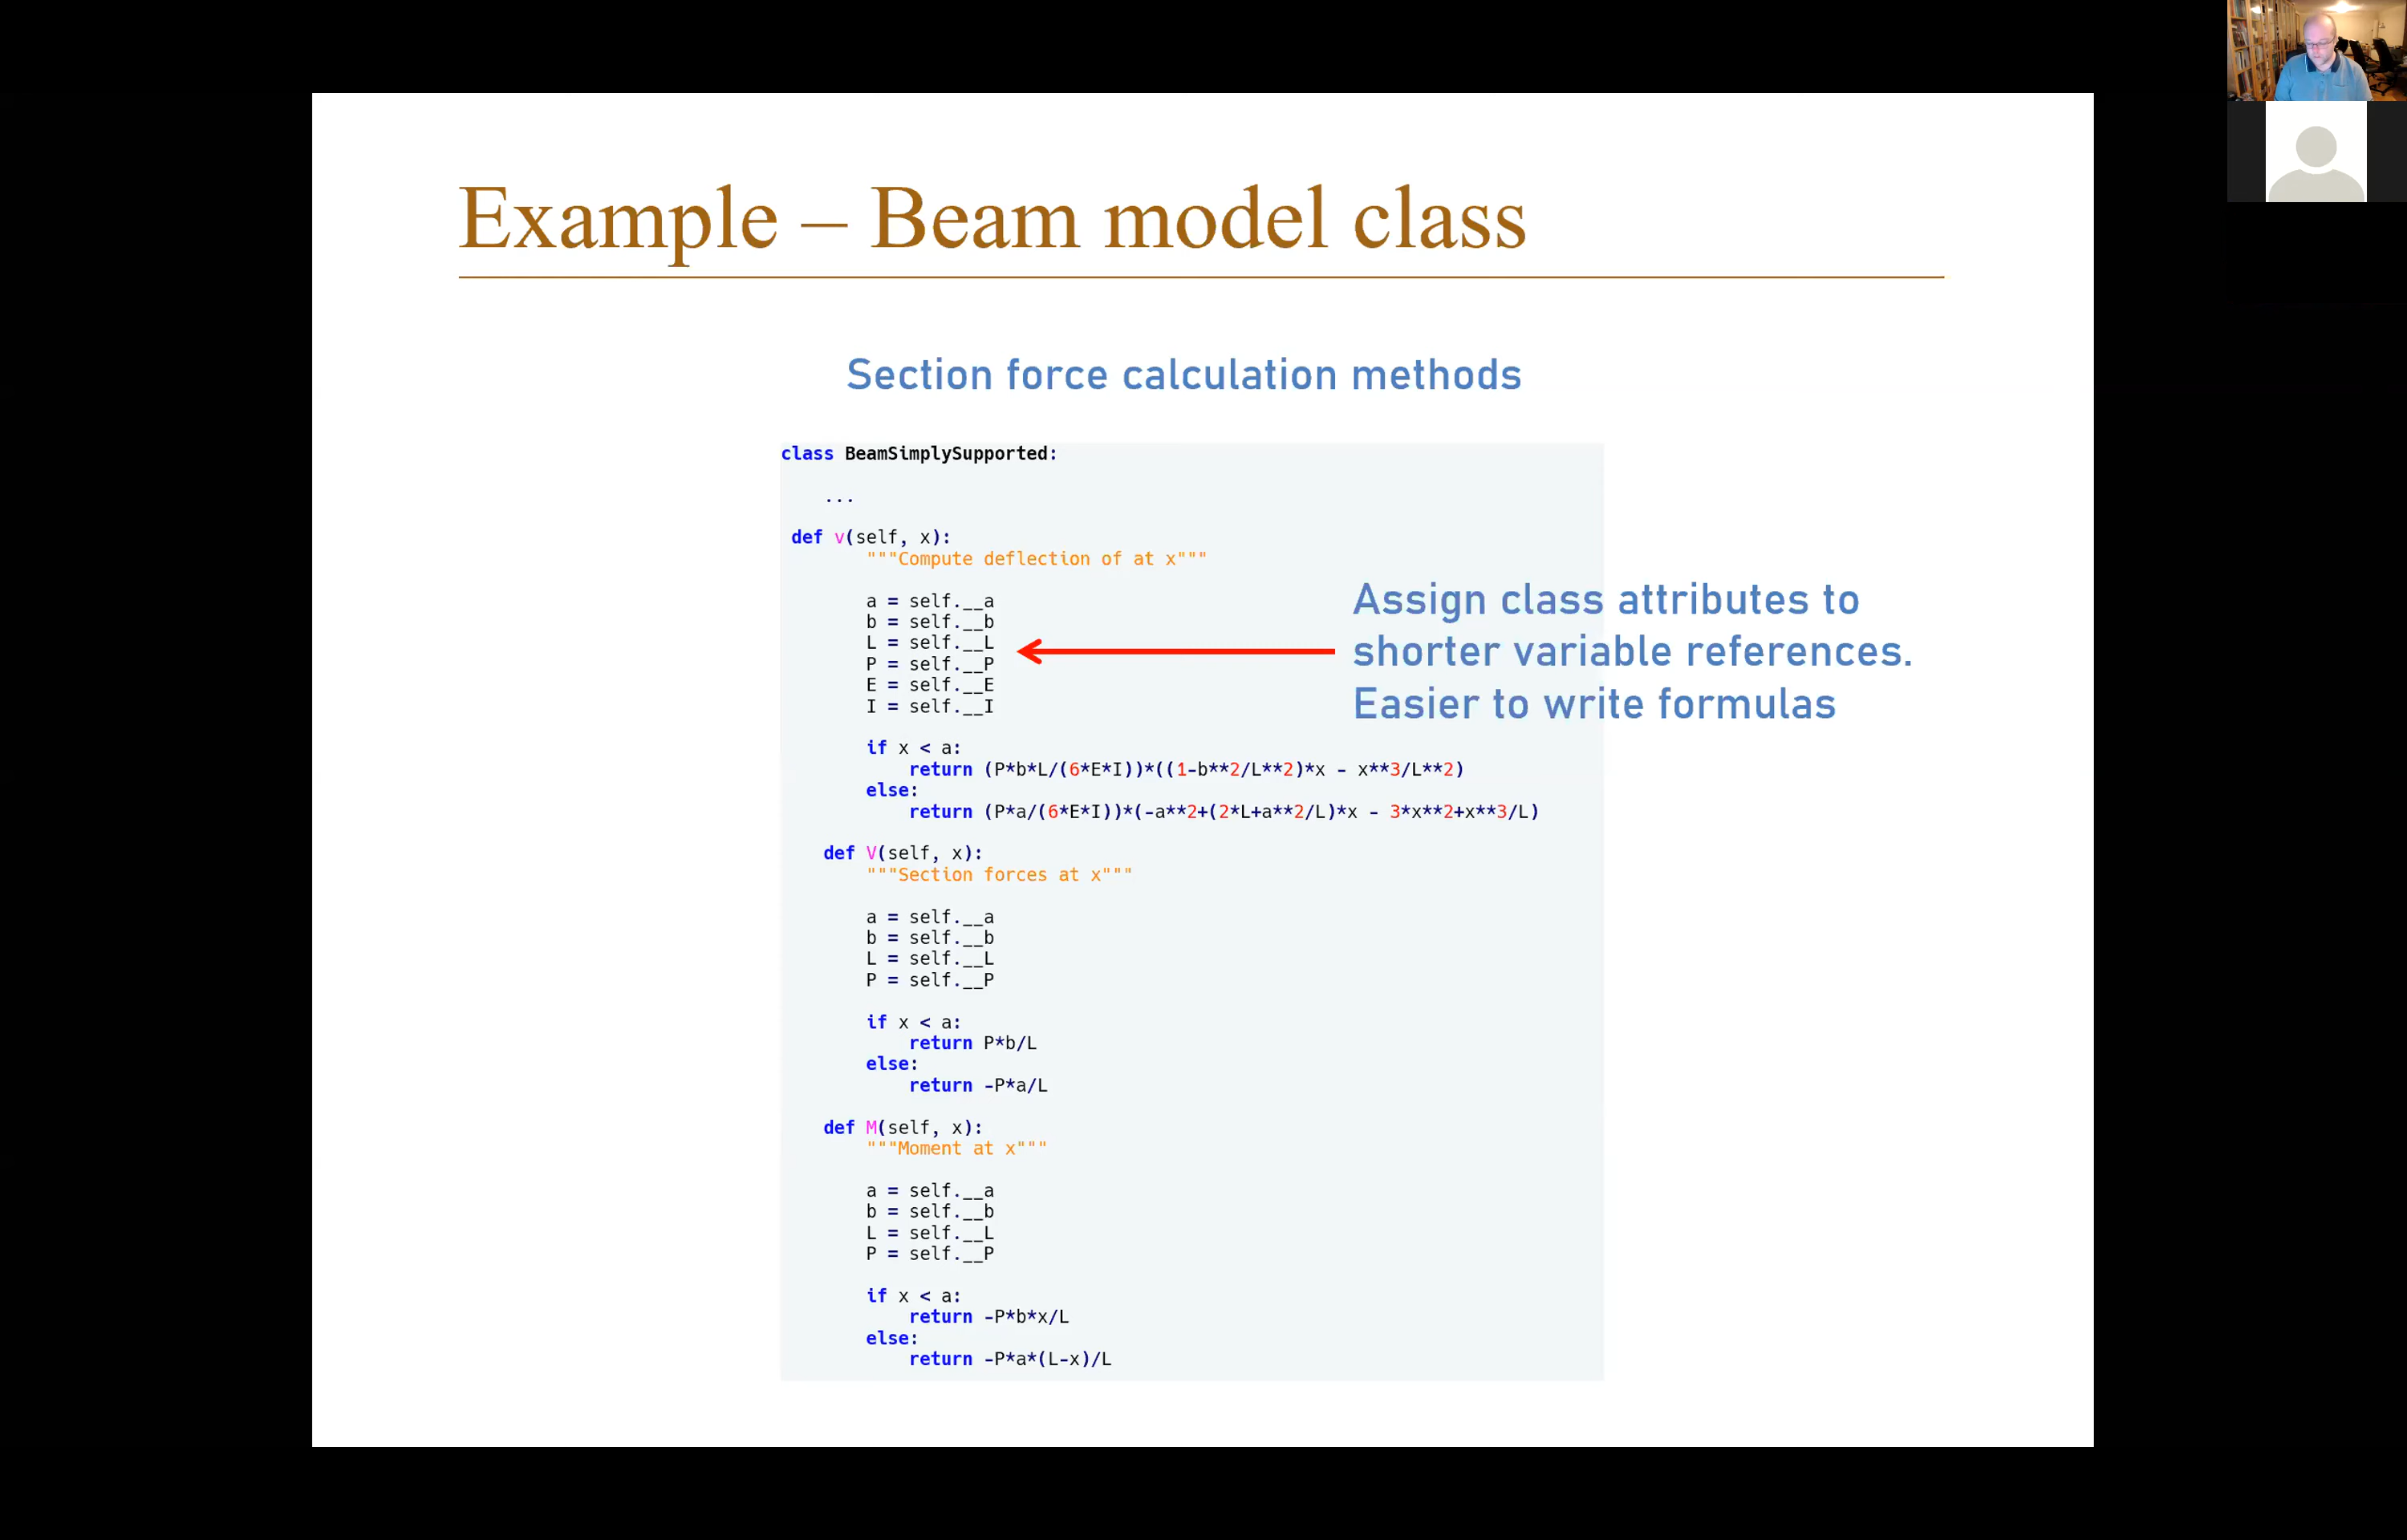 Example – Beam model class
Section force calculation methods
class BeamSimplySupported:
...
def v(self, x):
"""Compute deflection of at x"""
a = self.__a
b = self.__b
L = self.__L
P = self.__P
E = self.__E
I = self.__I
Assign class attributes to
shorter variable references.
Easier to write formulas
if x < a:
return (P*b*L/(6*E*I))*((1-b**2/L**2)*x - x**3/L**2)
else:
return (P*a/(6*E*I))*(-a**2+(2*L+a**2/L)*x - 3*x**2+x**3/L)
def V(self, x):
"""Section forces at x"""
a = self.__a
b = self.__b
L = self.__L
P = self.__P
if x < a:
return P*b/L
else:
return -P*a/L
def M(self, x):
"""Moment at x"""
a = self.__a
b = self.__b
L = self.__L
P = self.__P
if x < a:
return -P*b*x/L
else:
return -P*a*(L-x)/L